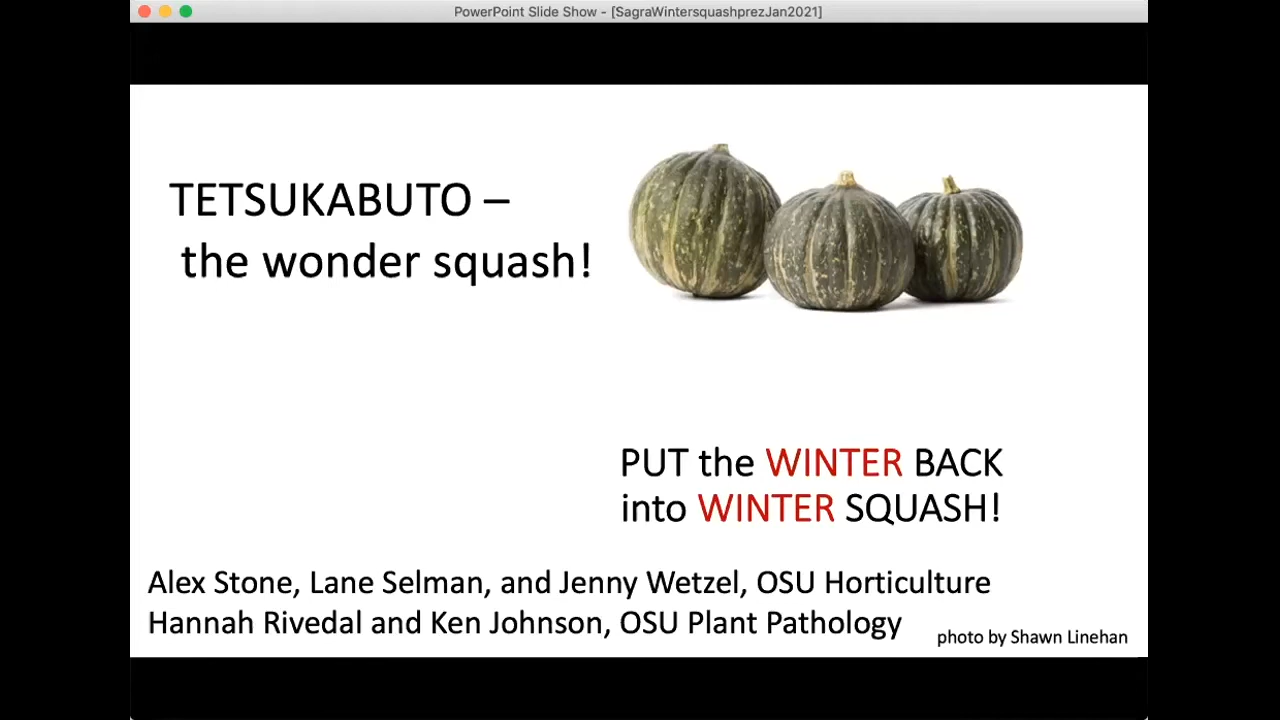 PowerPoint Slide Show - [SagraWintersquashprezJan2021]
TETSUKABUTO –
the wonder squash!
PUT the WINTER BACK
into WINTER SQUASH!
Alex Stone, Lane Selman, and Jenny Wetzel, OSU Horticulture
Hannah Rivedal and Ken Johnson, OSU Plant Pathology
photo by Shawn Linehan